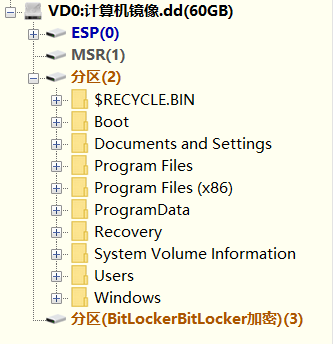 VD0:计算机镜像.dd(60GB)
ESP(0)
MSR(1)
分区(2)
$RECYCLE.BIN
Boot
Documents and Settings
Program Files
Program Files (x86)
ProgramData
Recovery
System Volume Information
Users
Windows
分区(BitLockerBitLocker加密)(3)